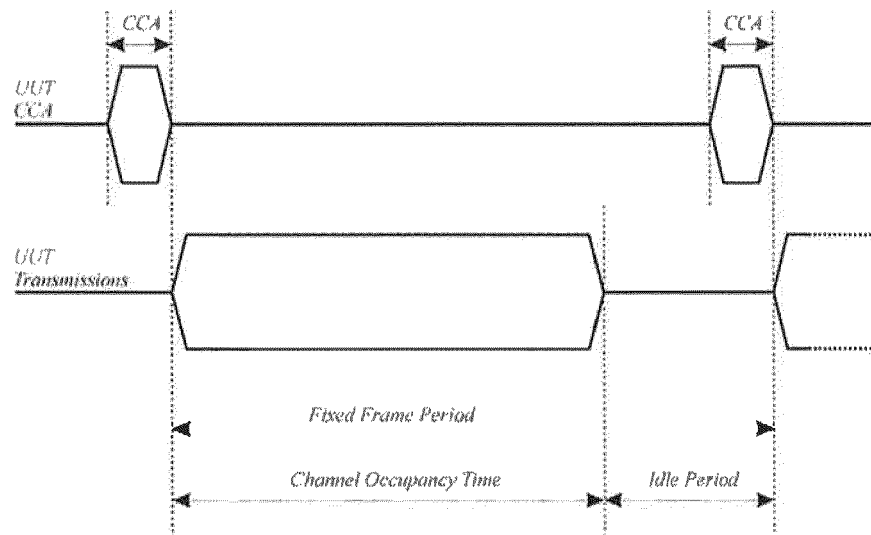 CCA
CCA
UUT
CCA
UUT
Transmissions
Fixed Frame Period
Channel Occupancy Time
Idle Period